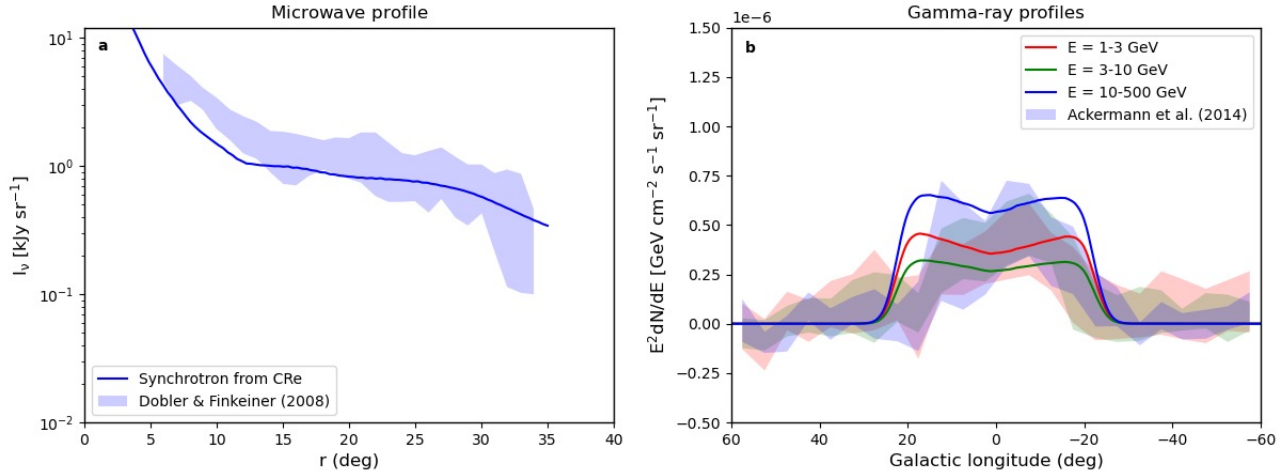 Microwave profile
a
10¹
10⁰
10⁻¹
10⁻²
I_ν [kJy sr⁻¹]
Synchrotron from CRe
Dobler & Finkeiner (2008)
0 5 10 15 20 25 30 35 40
r (deg)
Gamma-ray profiles
1e−6
b
E = 1-3 GeV
E = 3-10 GeV
E = 10-500 GeV
Ackermann et al. (2014)
1.50
1.25
1.00
0.75
0.50
0.25
0.00
−0.25
−0.50
E²dN/dE [GeV cm⁻² s⁻¹ sr⁻¹]
60 40 20 0 −20 −40 −60
Galactic longitude (deg)